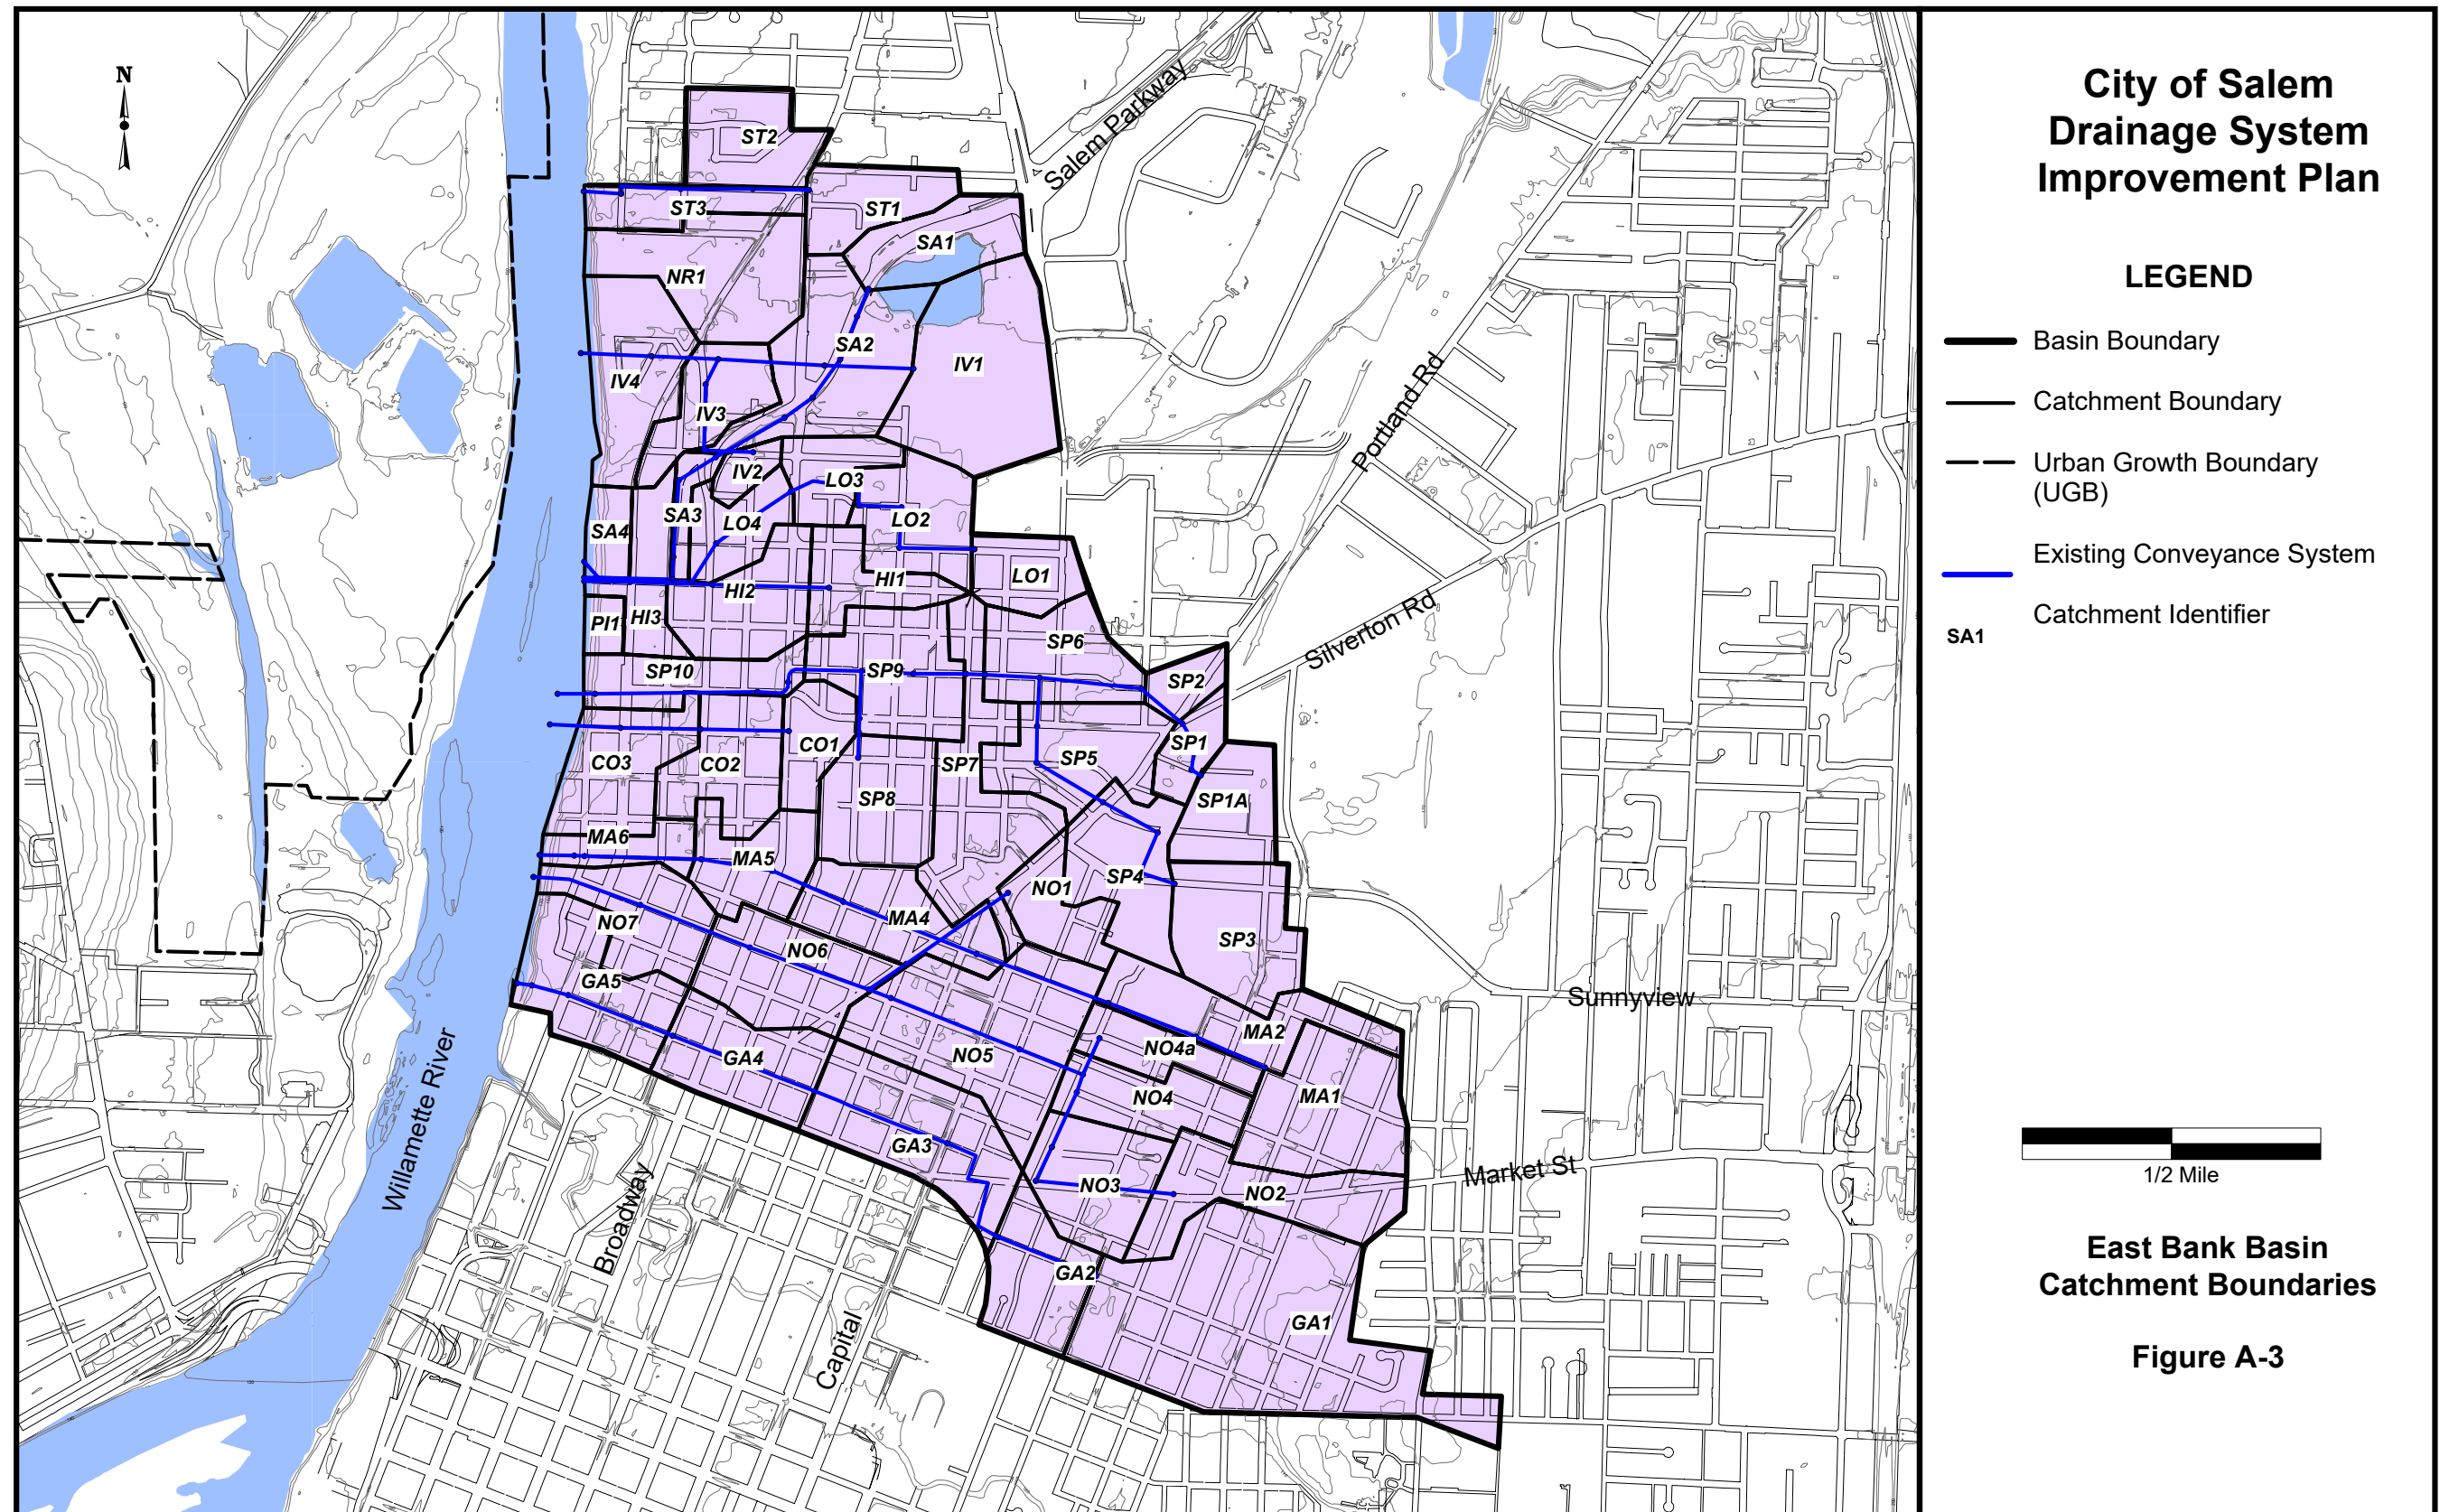 N
ST2
Salem Parkway
ST3
ST1
SA1
NR1
SA2
IV1
IV4
IV3
Portland Rd
IV2
LO3
SA3
LO4
LO2
SA4
HI1
LO1
HI2
PI1
HI3
Silverton Rd
SP6
SP10
SP9
SP2
CO1
SP1
CO3
CO2
SP7
SP5
SP8
SP1A
MA6
MA5
SP4
NO1
NO7
MA4
SP3
NO6
GA5
Sunnyview
MA2
NO4a
NO5
GA4
NO4
MA1
Willamette River
GA3
Market St
NO3
NO2
Broadway
GA2
GA1
Capital
City of Salem
Drainage System
Improvement Plan
LEGEND
Basin Boundary
Catchment Boundary
Urban Growth Boundary
(UGB)
Existing Conveyance System
Catchment Identifier
SA1
1/2 Mile
East Bank Basin
Catchment Boundaries
Figure A-3